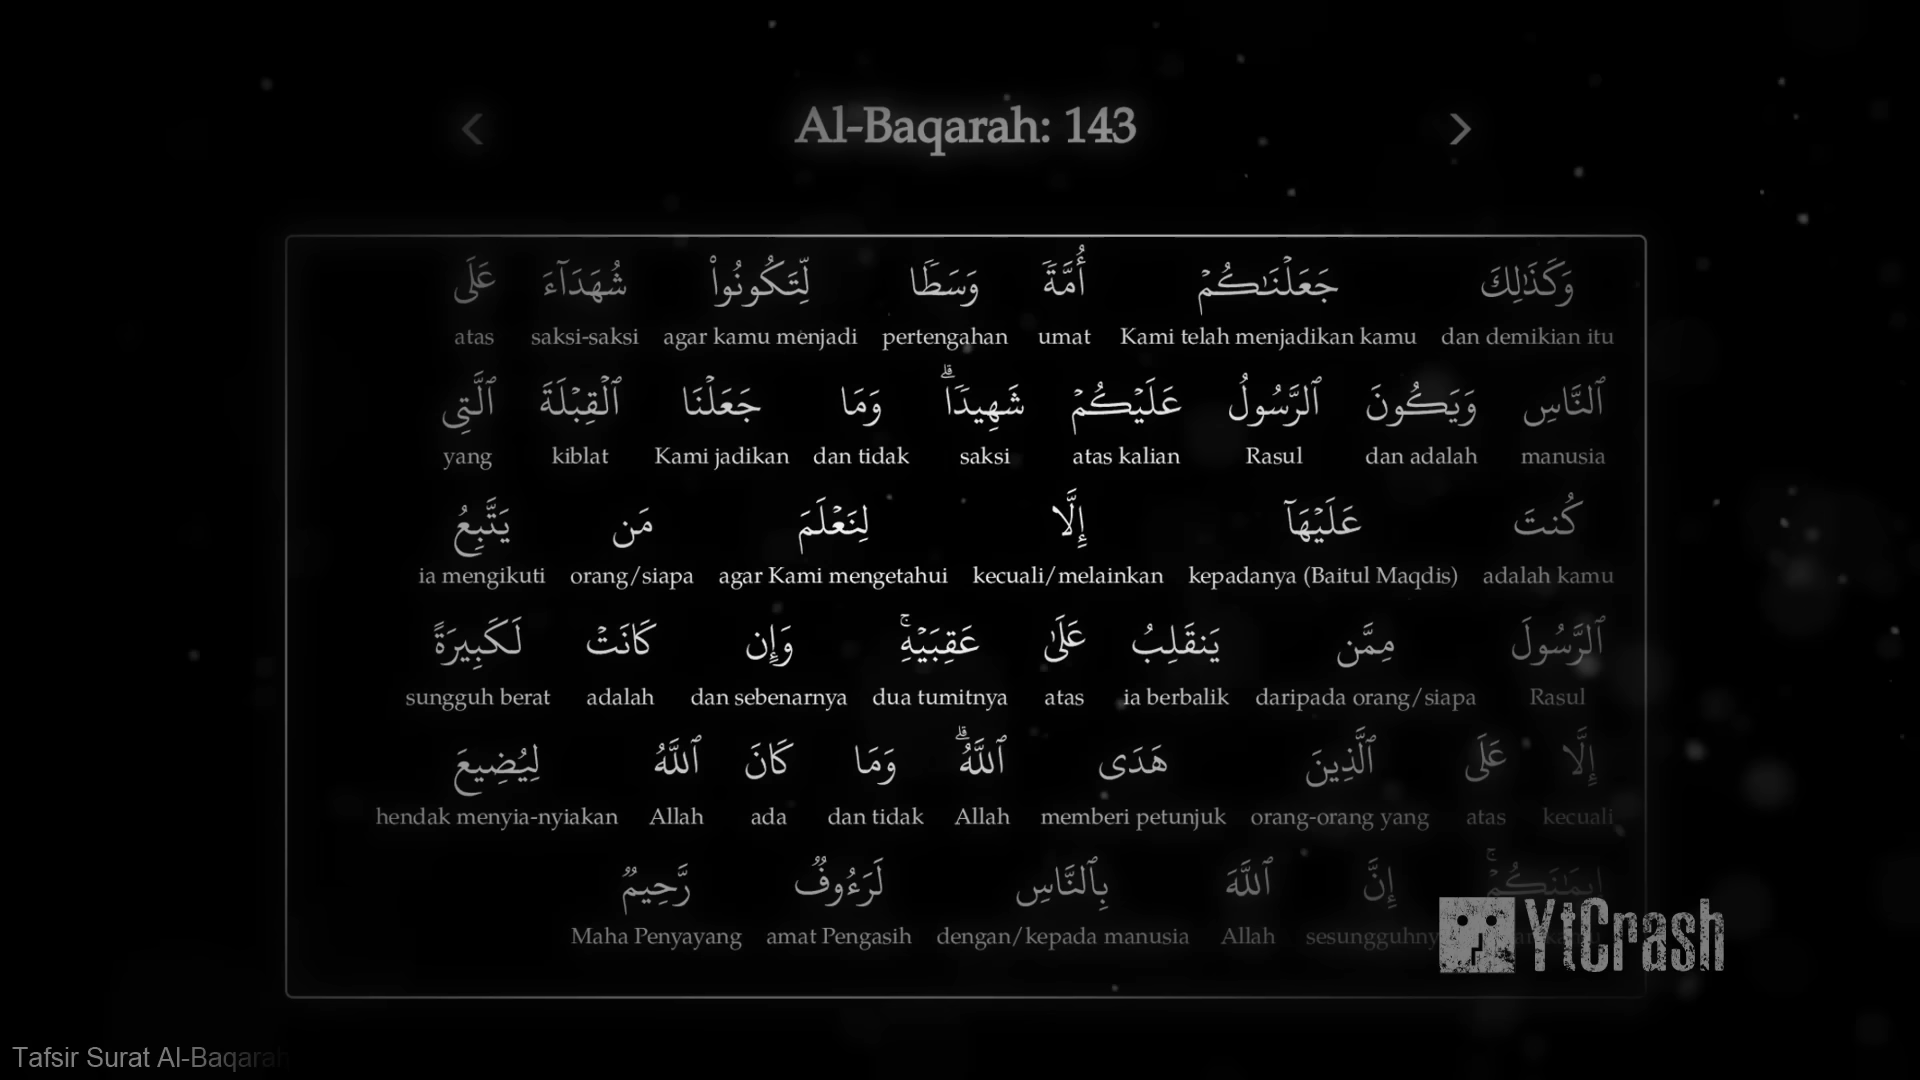 Al-Baqarah: 143
وَكَذَٰلِكَ جَعَلْنَـٰكُمْ أُمَّةً وَسَطًا لِّتَكُونُوا۟ شُهَدَآءَ عَلَى
dan demikian itu Kami telah menjadikan kamu umat pertengahan agar kamu menjadi saksi-saksi atas
ٱلنَّاسِ وَيَكُونَ ٱلرَّسُولُ عَلَيْكُمْ شَهِيدًا ۗ وَمَا جَعَلْنَا ٱلْقِبْلَةَ ٱلَّتِى
manusia dan adalah Rasul atas kalian saksi dan tidak Kami jadikan kiblat yang
كُنتَ عَلَيْهَآ إِلَّا لِنَعْلَمَ مَن يَتَّبِعُ
adalah kamu kepadanya (Baitul Maqdis) kecuali/melainkan agar Kami mengetahui orang/siapa ia mengikuti
ٱلرَّسُولَ مِمَّن يَنقَلِبُ عَلَىٰ عَقِبَيْهِ ۚ وَإِن كَانَتْ لَكَبِيرَةً
Rasul daripada orang/siapa ia berbalik atas dua tumitnya dan sebenarnya adalah sungguh berat
إِلَّا عَلَى ٱلَّذِينَ هَدَى ٱللَّهُ ۗ وَمَا كَانَ ٱللَّهُ لِيُضِيعَ
kecuali atas orang-orang yang memberi petunjuk Allah dan tidak ada Allah hendak menyia-nyiakan
إِيمَـٰنَكُمْ ۚ إِنَّ ٱللَّهَ بِٱلنَّاسِ لَرَءُوفٌ رَّحِيمٌ
Allah dengan/kepada manusia amat Pengasih Maha Penyayang
YtCrash
Tafsir Surat Al-Baqarah